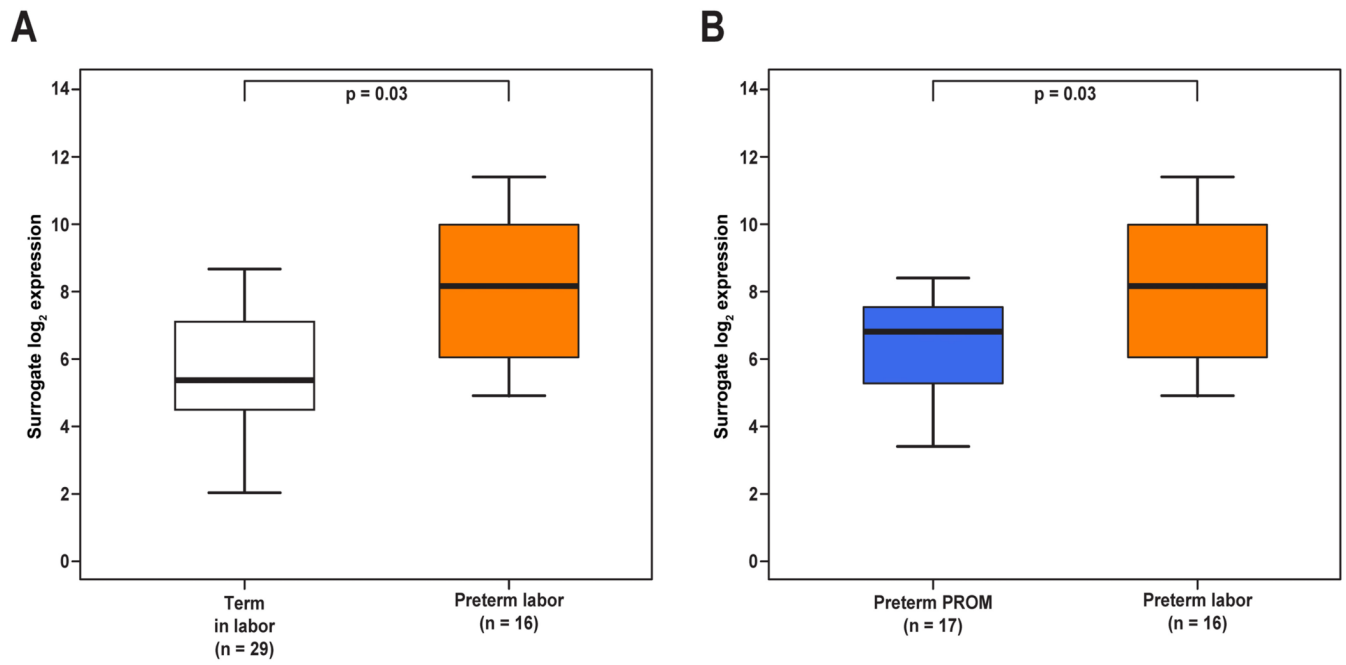 A
Surrogate log₂ expression
14
12
10
8
6
4
2
0
p = 0.03
Term
in labor
(n = 29)
Preterm labor
(n = 16)
B
Surrogate log₂ expression
14
12
10
8
6
4
2
0
p = 0.03
Preterm PROM
(n = 17)
Preterm labor
(n = 16)